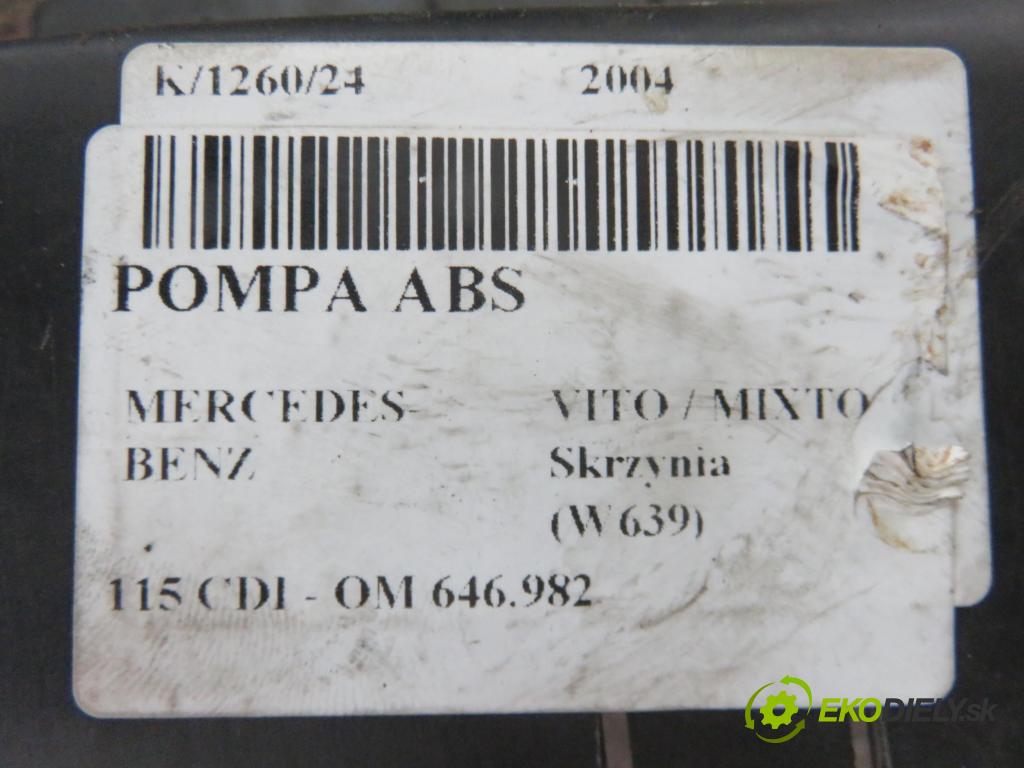 K/1260/24 2004
POMPA ABS
MERCEDES- VITO / MIXTO
BENZ Skrzynia
(W639)
115 CDI - OM 646.982
EKODIELY.sk